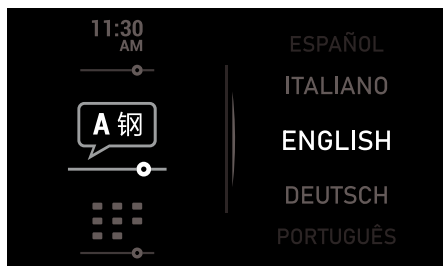 11:30
AM
A 钢
ESPAÑOL
ITALIANO
ENGLISH
DEUTSCH
PORTUGUÊS